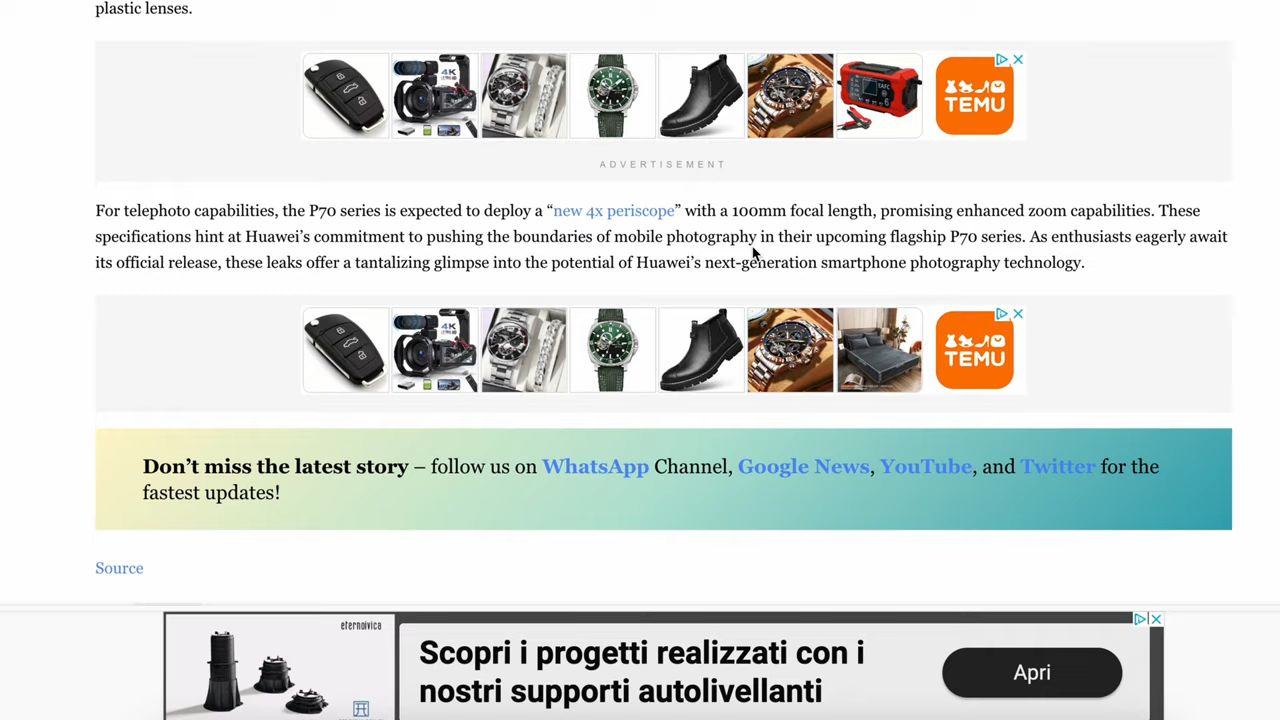 plastic lenses.
4K
TEMU
ADVERTISEMENT
For telephoto capabilities, the P70 series is expected to deploy a “new 4x periscope” with a 100mm focal length, promising enhanced zoom capabilities. These
specifications hint at Huawei’s commitment to pushing the boundaries of mobile photography in their upcoming flagship P70 series. As enthusiasts eagerly await
its official release, these leaks offer a tantalizing glimpse into the potential of Huawei’s next-generation smartphone photography technology.
4K
TEMU
Don’t miss the latest story – follow us on WhatsApp Channel, Google News, YouTube, and Twitter for the
fastest updates!
Source
eternoivica
Scopri i progetti realizzati con i
nostri supporti autolivellanti
Apri